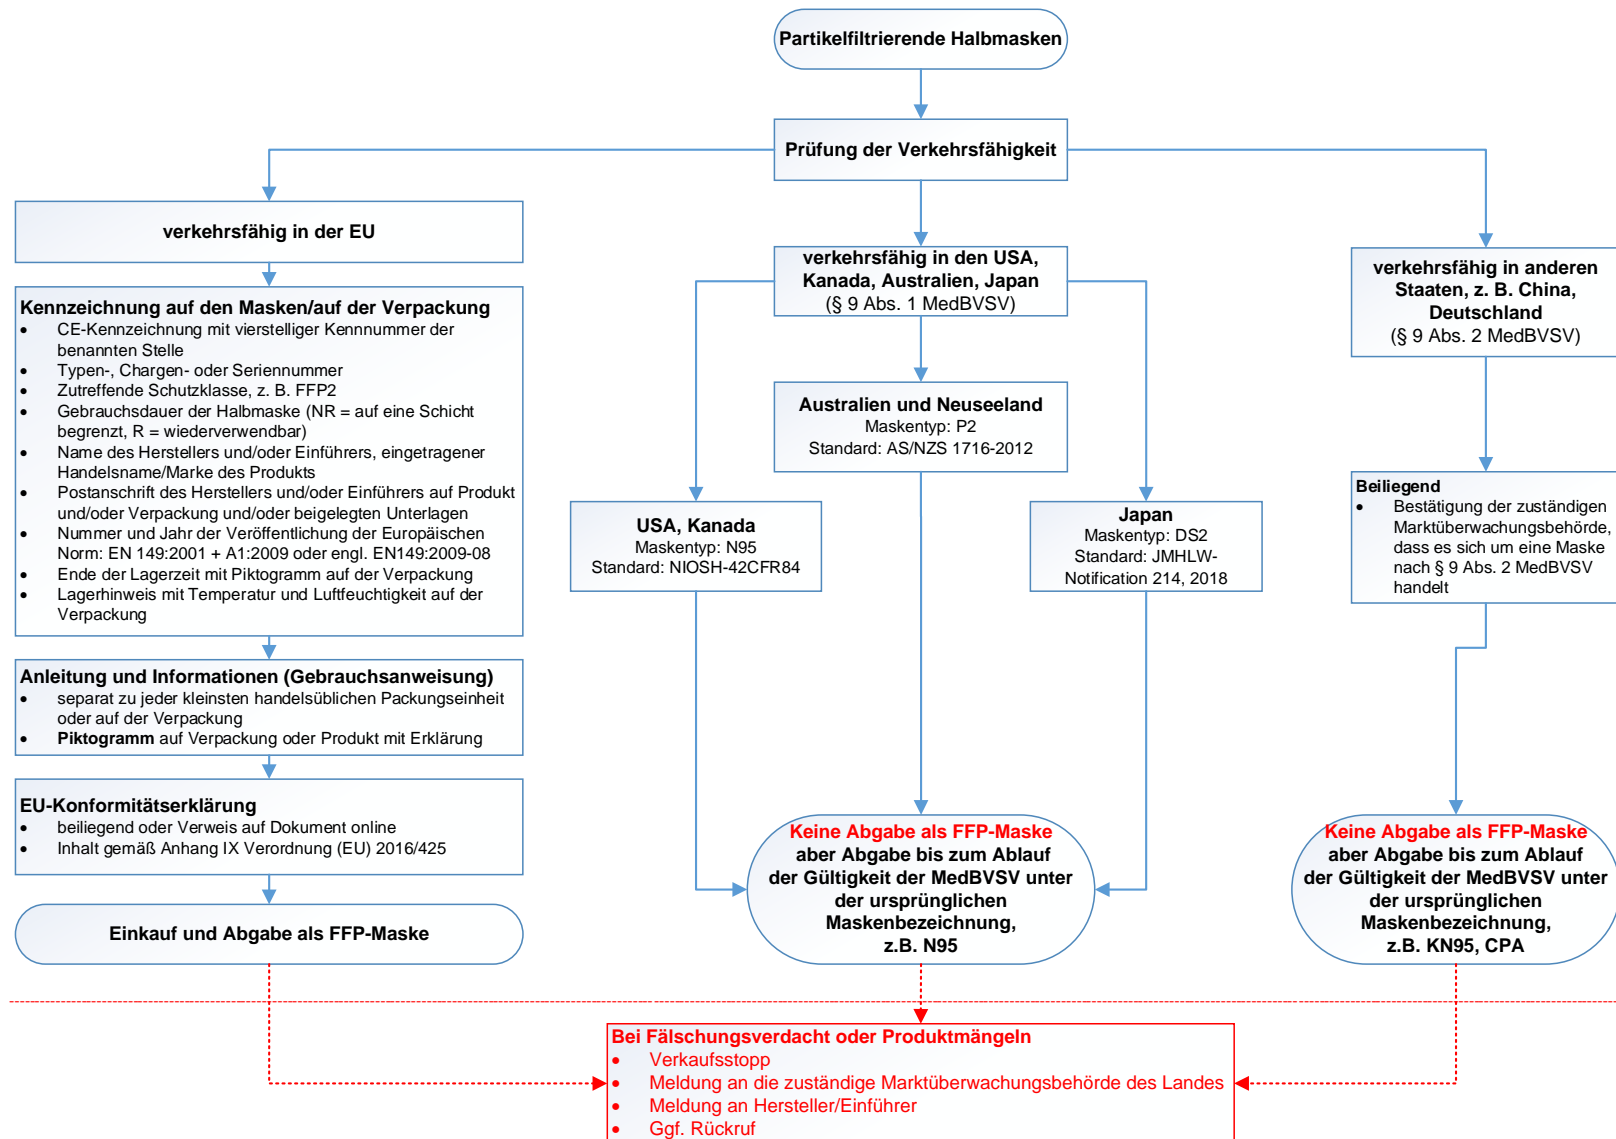 Partikelfiltrierende Halbmasken
Prüfung der Verkehrsfähigkeit
verkehrsfähig in der EU
Kennzeichnung auf den Masken/auf der Verpackung
• CE-Kennzeichnung mit vierstelliger Kennnummer der
benannten Stelle
• Typen-, Chargen- oder Seriennummer
• Zutreffende Schutzklasse, z. B. FFP2
• Gebrauchsdauer der Halbmaske (NR = auf eine Schicht
begrenzt, R = wiederverwendbar)
• Name des Herstellers und/oder Einführers, eingetragener
Handelsname/Marke des Produkts
• Postanschrift des Herstellers und/oder Einführers auf Produkt
und/oder Verpackung und/oder beigelegten Unterlagen
• Nummer und Jahr der Veröffentlichung der Europäischen
Norm: EN 149:2001 + A1:2009 oder engl. EN149:2009-08
• Ende der Lagerzeit mit Piktogramm auf der Verpackung
• Lagerhinweis mit Temperatur und Luftfeuchtigkeit auf der
Verpackung
Anleitung und Informationen (Gebrauchsanweisung)
• separat zu jeder kleinsten handelsüblichen Packungseinheit
oder auf der Verpackung
• Piktogramm auf Verpackung oder Produkt mit Erklärung
EU-Konformitätserklärung
• beiliegend oder Verweis auf Dokument online
• Inhalt gemäß Anhang IX Verordnung (EU) 2016/425
Einkauf und Abgabe als FFP-Maske
verkehrsfähig in den USA,
Kanada, Australien, Japan
(§ 9 Abs. 1 MedBVSV)
Australien und Neuseeland
Maskentyp: P2
Standard: AS/NZS 1716-2012
USA, Kanada
Maskentyp: N95
Standard: NIOSH-42CFR84
Japan
Maskentyp: DS2
Standard: JMHLW-
Notification 214, 2018
Keine Abgabe als FFP-Maske
aber Abgabe bis zum Ablauf
der Gültigkeit der MedBVSV unter
der ursprünglichen
Maskenbezeichnung,
z.B. N95
verkehrsfähig in anderen
Staaten, z. B. China,
Deutschland
(§ 9 Abs. 2 MedBVSV)
Beiliegend
• Bestätigung der zuständigen
Marktüberwachungsbehörde,
dass es sich um eine Maske
nach § 9 Abs. 2 MedBVSV
handelt
Keine Abgabe als FFP-Maske
aber Abgabe bis zum Ablauf
der Gültigkeit der MedBVSV unter
der ursprünglichen
Maskenbezeichnung,
z.B. KN95, CPA
Bei Fälschungsverdacht oder Produktmängeln
• Verkaufsstopp
• Meldung an die zuständige Marktüberwachungsbehörde des Landes
• Meldung an Hersteller/Einführer
• Ggf. Rückruf